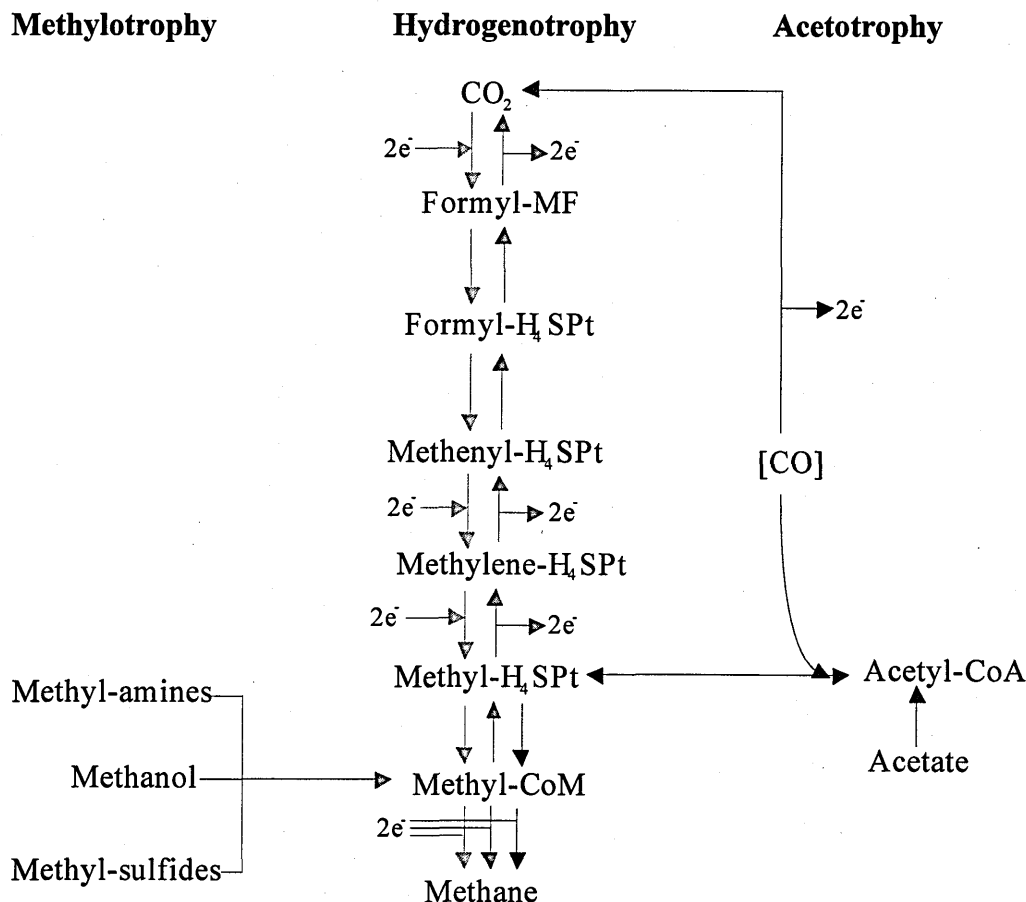 Methylotrophy Hydrogenotrophy Acetotrophy
CO₂
2e⁻ 2e⁻
Formyl-MF
2e⁻
Formyl-H₄SPt
Methenyl-H₄SPt
[CO]
2e⁻ 2e⁻
Methylene-H₄SPt
2e⁻ 2e⁻
Methyl-H₄SPt Acetyl-CoA
Methyl-amines
Acetate
Methanol Methyl-CoM
2e⁻
Methyl-sulfides
Methane